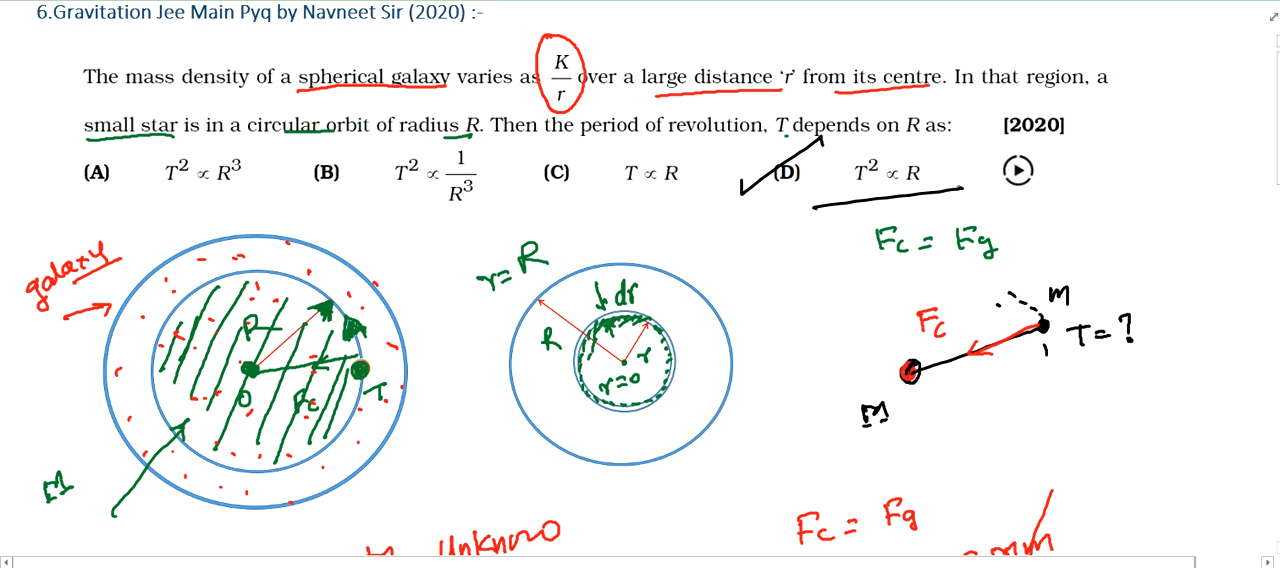 6.Gravitation Jee Main Pyq by Navneet Sir (2020) :-
The mass density of a spherical galaxy varies as K/r over a large distance 'r' from its centre. In that region, a
small star is in a circular orbit of radius R. Then the period of revolution, T depends on R as: [2020]
(A) T² ∝ R³ (B) T² ∝ 1/R³ (C) T ∝ R (D) T² ∝ R
Fc = Fg
galaxy
r= R
dr
M
Fc
T= ?
R
R
r
r=0
O
Fc
T
M
M
Unknown
Fc = Fg